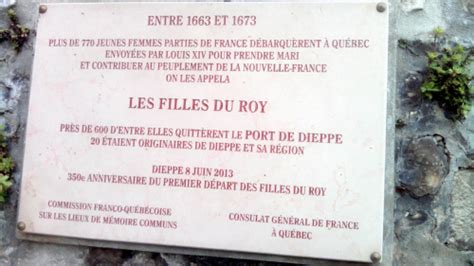 ENTRE 1663 ET 1673
PLUS DE 770 JEUNES FEMMES PARTIES DE FRANCE DÉBARQUÈRENT À QUÉBEC
ENVOYÉES PAR LOUIS XIV POUR PRENDRE MARI
ET CONTRIBUER AU PEUPLEMENT DE LA NOUVELLE-FRANCE
ON LES APPELA
LES FILLES DU ROY
PRÈS DE 600 D'ENTRE ELLES QUITTÈRENT LE PORT DE DIEPPE
20 ÉTAIENT ORIGINAIRES DE DIEPPE ET SA RÉGION
DIEPPE 8 JUIN 2013
350e ANNIVERSAIRE DU PREMIER DÉPART DES FILLES DU ROY
COMMISSION FRANCO-QUÉBÉCOISE
SUR LES LIEUX DE MÉMOIRE COMMUNS
CONSULAT GÉNÉRAL DE FRANCE
À QUÉBEC